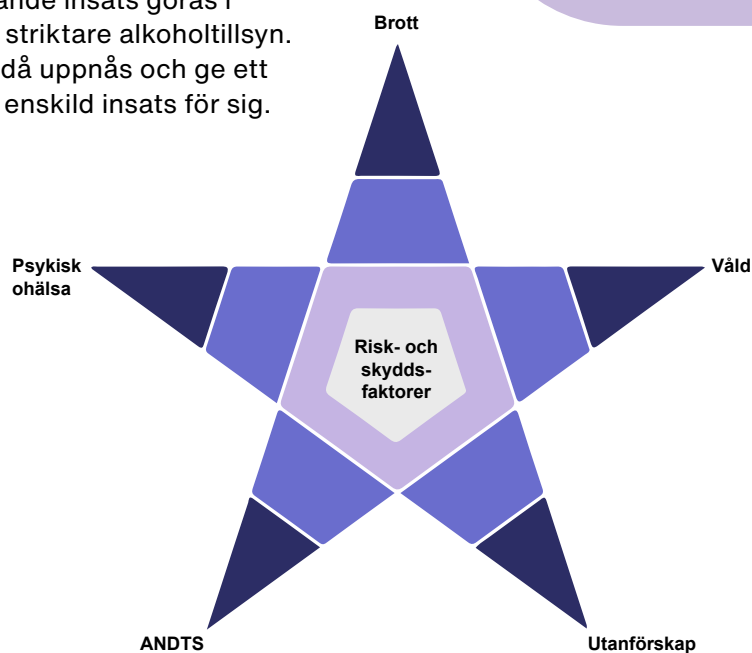 striktare alkoholtillsyn.
då uppnås och ge ett
enskild insats för sig.
Brott
Psykisk
ohälsa
Våld
Risk- och
skydds-
faktorer
ANDTS
Utanförskap